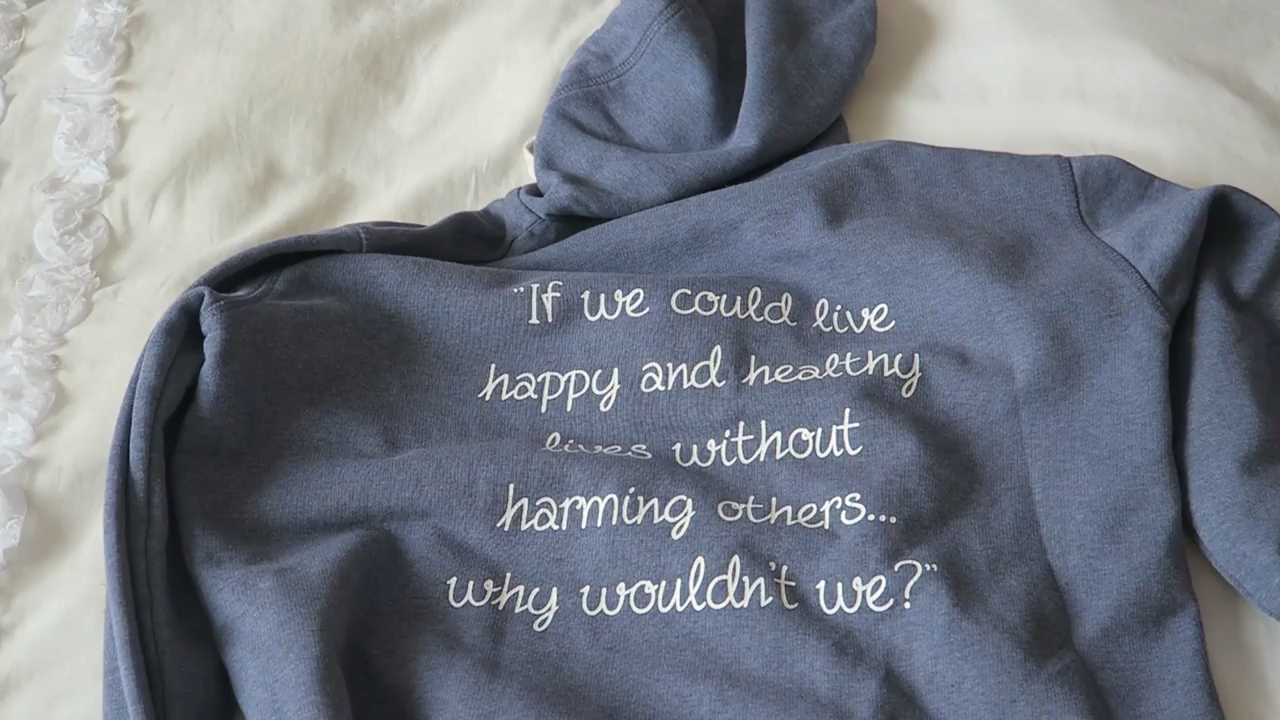 "If we could live
happy and healthy
lives without
harming others...
why wouldn't we?"